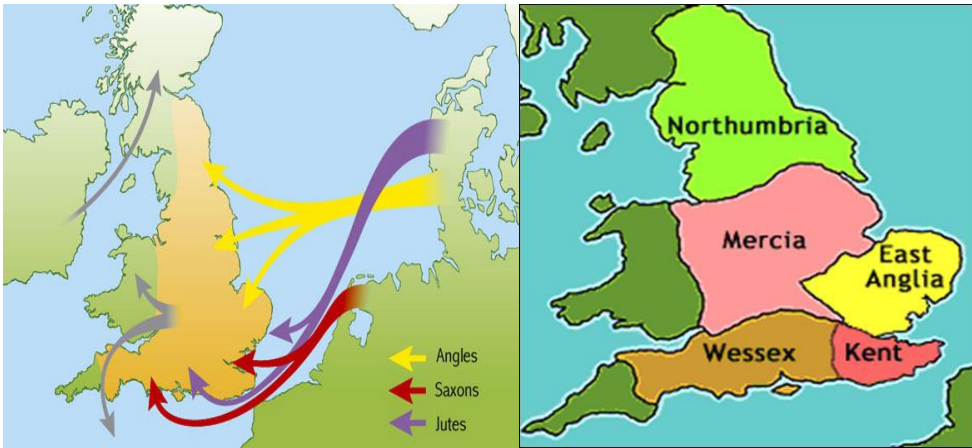 Angles
Saxons
Jutes
Northumbria
Mercia
East
Anglia
Wessex
Kent